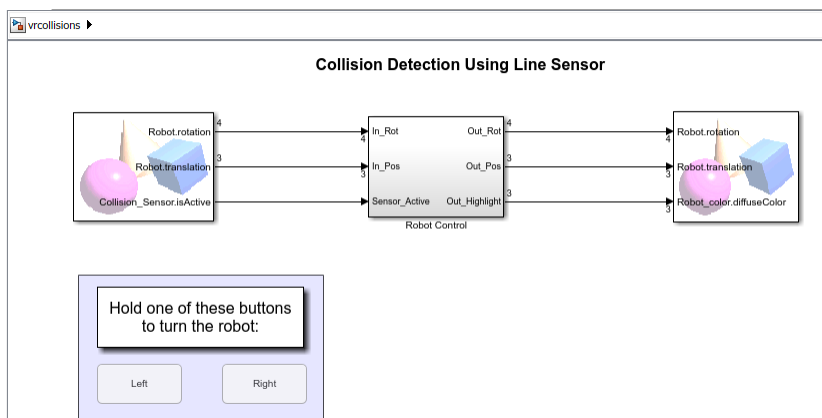 vrcollisions
Collision Detection Using Line Sensor
Robot.rotation
4
4
In_Rot
Out_Rot
4
4
Robot.rotation
Robot.translation
3
3
In_Pos
Out_Pos
3
3
Robot.translation
Collision_Sensor.isActive
Sensor_Active
Out_Highlight
3
3
Robot_color.diffuseColor
Robot Control
Hold one of these buttons
to turn the robot:
Left
Right